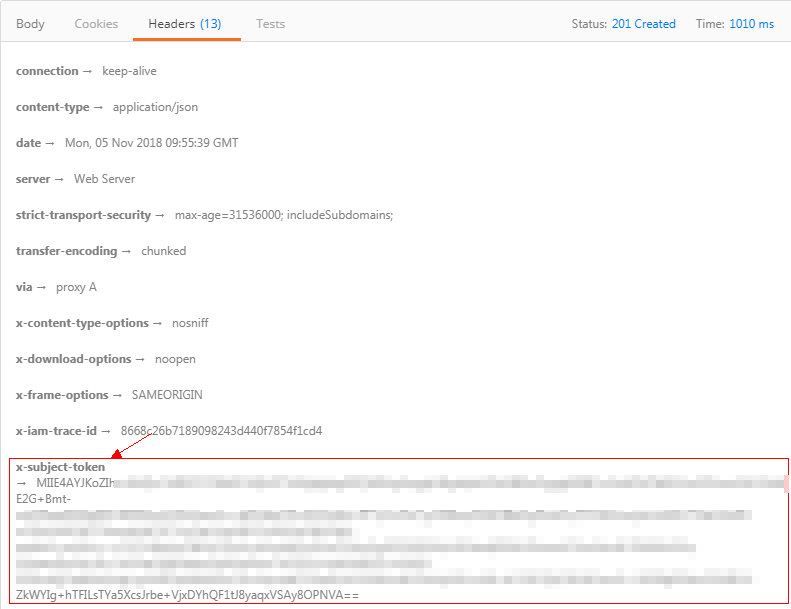 Body Cookies Headers (13) Tests Status: 201 Created Time: 1010 ms
connection → keep-alive
content-type → application/json
date → Mon, 05 Nov 2018 09:55:39 GMT
server → Web Server
strict-transport-security → max-age=31536000; includeSubdomains;
transfer-encoding → chunked
via → proxy A
x-content-type-options → nosniff
x-download-options → noopen
x-frame-options → SAMEORIGIN
x-iam-trace-id → 8668c26b7189098243d440f7854f1cd4
x-subject-token
→ MIIE4AYJKoZIh
E2G+Bmt-
ZkWYIg+hTFILsTYa5XcsJrbe+VjxDYhQF1tJ8yaqxVSAy8OPNVA==